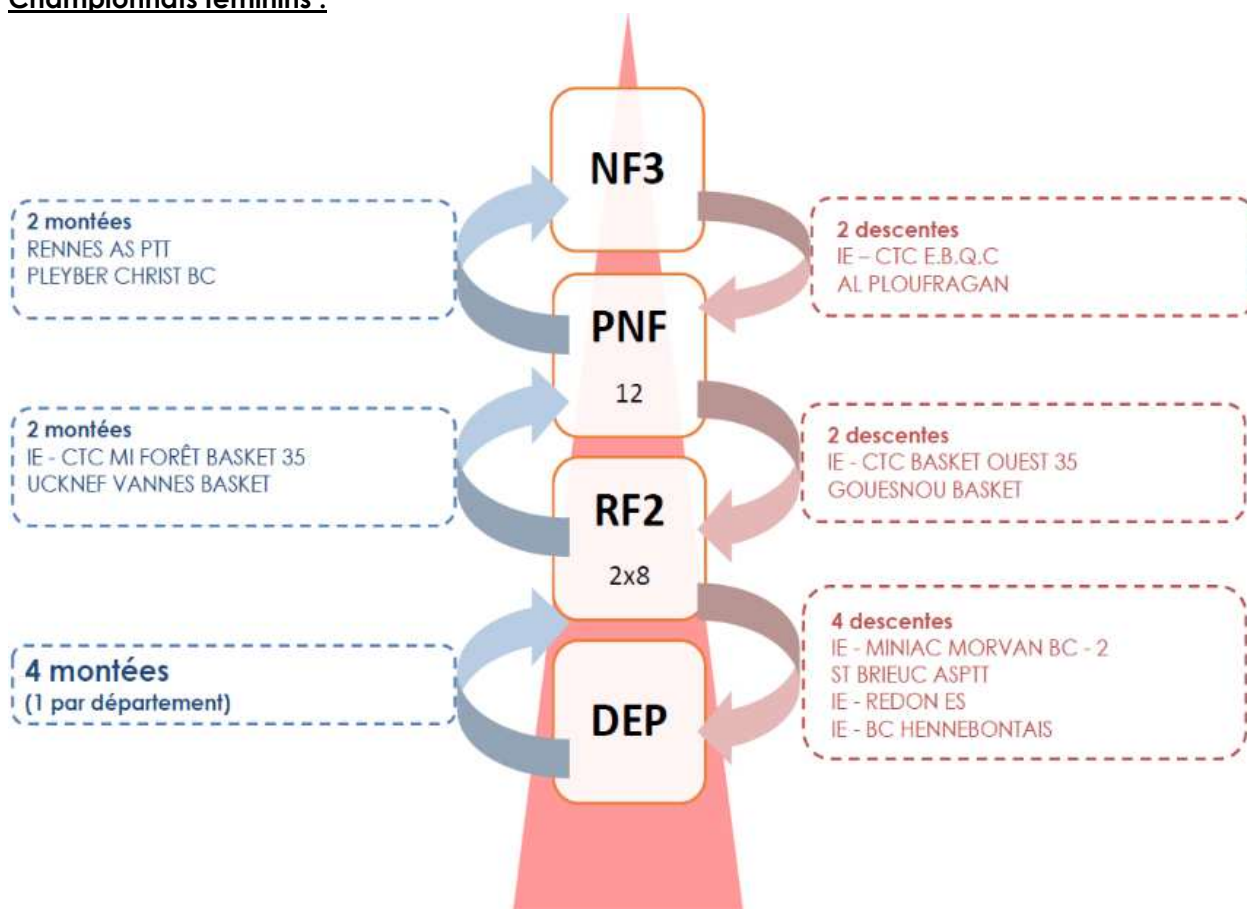 Championnats féminins :
NF3
2 montées
RENNES AS PTT
PLEYBER CHRIST BC
2 descentes
IE – CTC E.B.Q.C
AL PLOUFRAGAN
PNF
12
2 montées
IE - CTC MI FORÊT BASKET 35
UCKNEF VANNES BASKET
2 descentes
IE - CTC BASKET OUEST 35
GOUESNOU BASKET
RF2
2x8
4 montées
(1 par département)
4 descentes
IE - MINIAC MORVAN BC - 2
ST BRIEUC ASPTT
IE - REDON ES
IE - BC HENNEBONTAIS
DEP